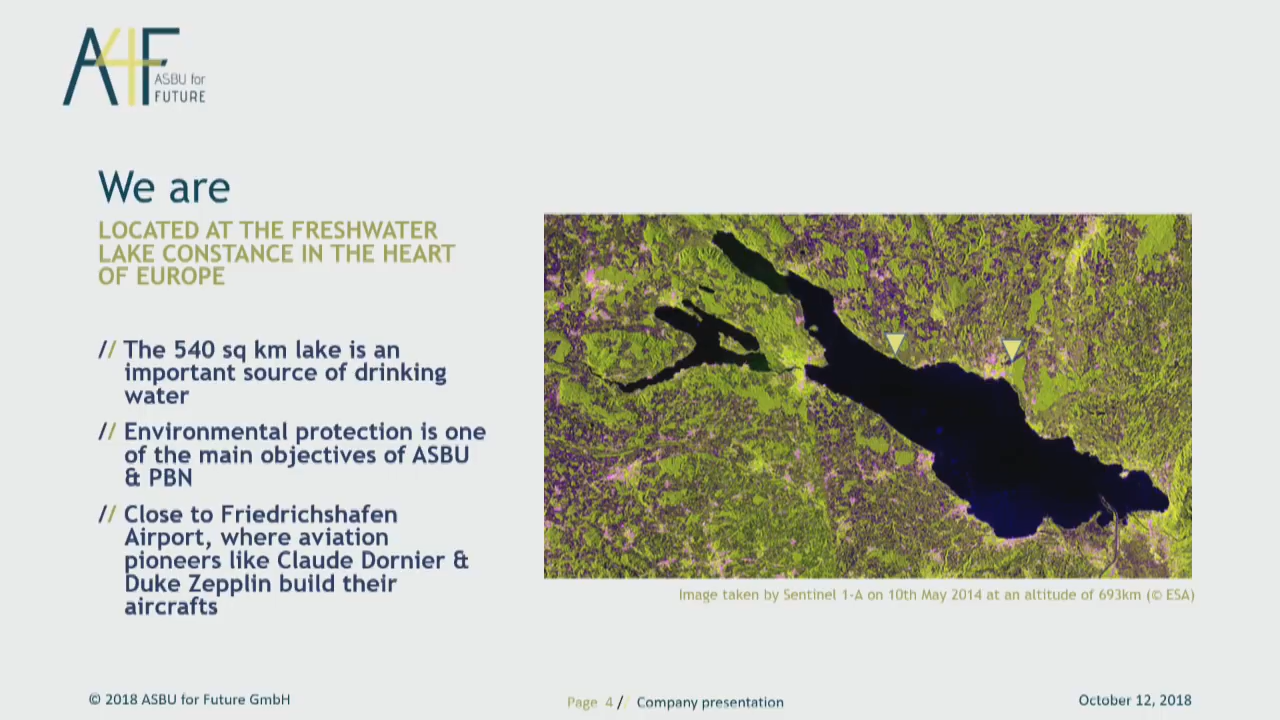 A4F
ASBU for
FUTURE
We are
LOCATED AT THE FRESHWATER
LAKE CONSTANCE IN THE HEART
OF EUROPE
// The 540 sq km lake is an
important source of drinking
water
// Environmental protection is one
of the main objectives of ASBU
& PBN
// Close to Friedrichshafen
Airport, where aviation
pioneers like Claude Dornier &
Duke Zepplin build their
aircrafts
Image taken by Sentinel 1-A on 10th May 2014 at an altitude of 693km (© ESA)
© 2018 ASBU for Future GmbH
Page 4 // Company presentation
October 12, 2018